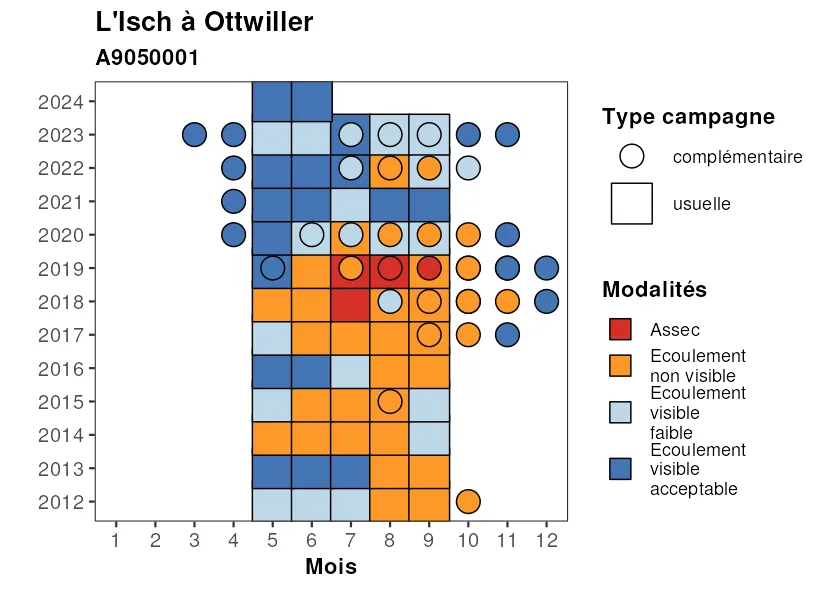 L'Isch à Ottwiller
A9050001
2024
2023
2022
2021
2020
2019
2018
2017
2016
2015
2014
2013
2012
1 2 3 4 5 6 7 8 9 10 11 12
Mois
Type campagne
complémentaire
usuelle
Modalités
Assec
Ecoulement
non visible
Ecoulement
visible
faible
Ecoulement
visible
acceptable